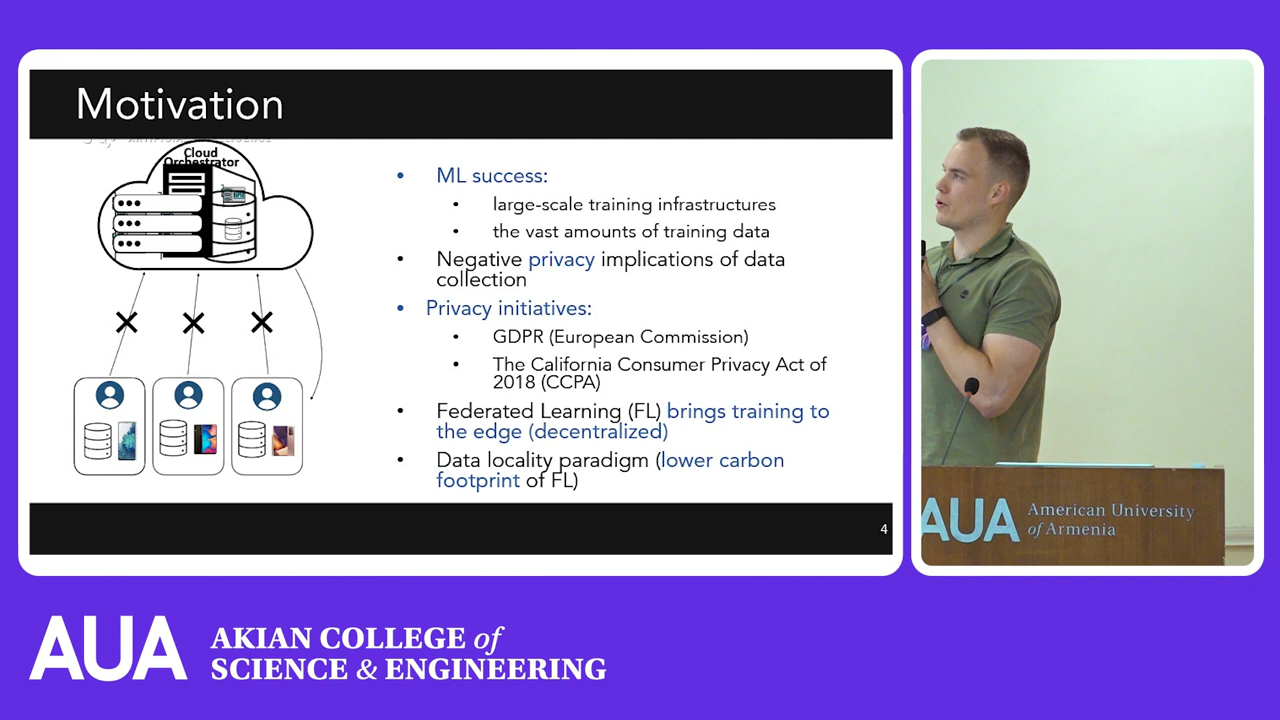 Motivation
Cloud
Orchestrator
• ML success:
• large-scale training infrastructures
• the vast amounts of training data
• Negative privacy implications of data
collection
• Privacy initiatives:
• GDPR (European Commission)
• The California Consumer Privacy Act of
2018 (CCPA)
• Federated Learning (FL) brings training to
the edge (decentralized)
• Data locality paradigm (lower carbon
footprint of FL)
4
AUA American University
of Armenia
AUA AKIAN COLLEGE of
SCIENCE & ENGINEERING